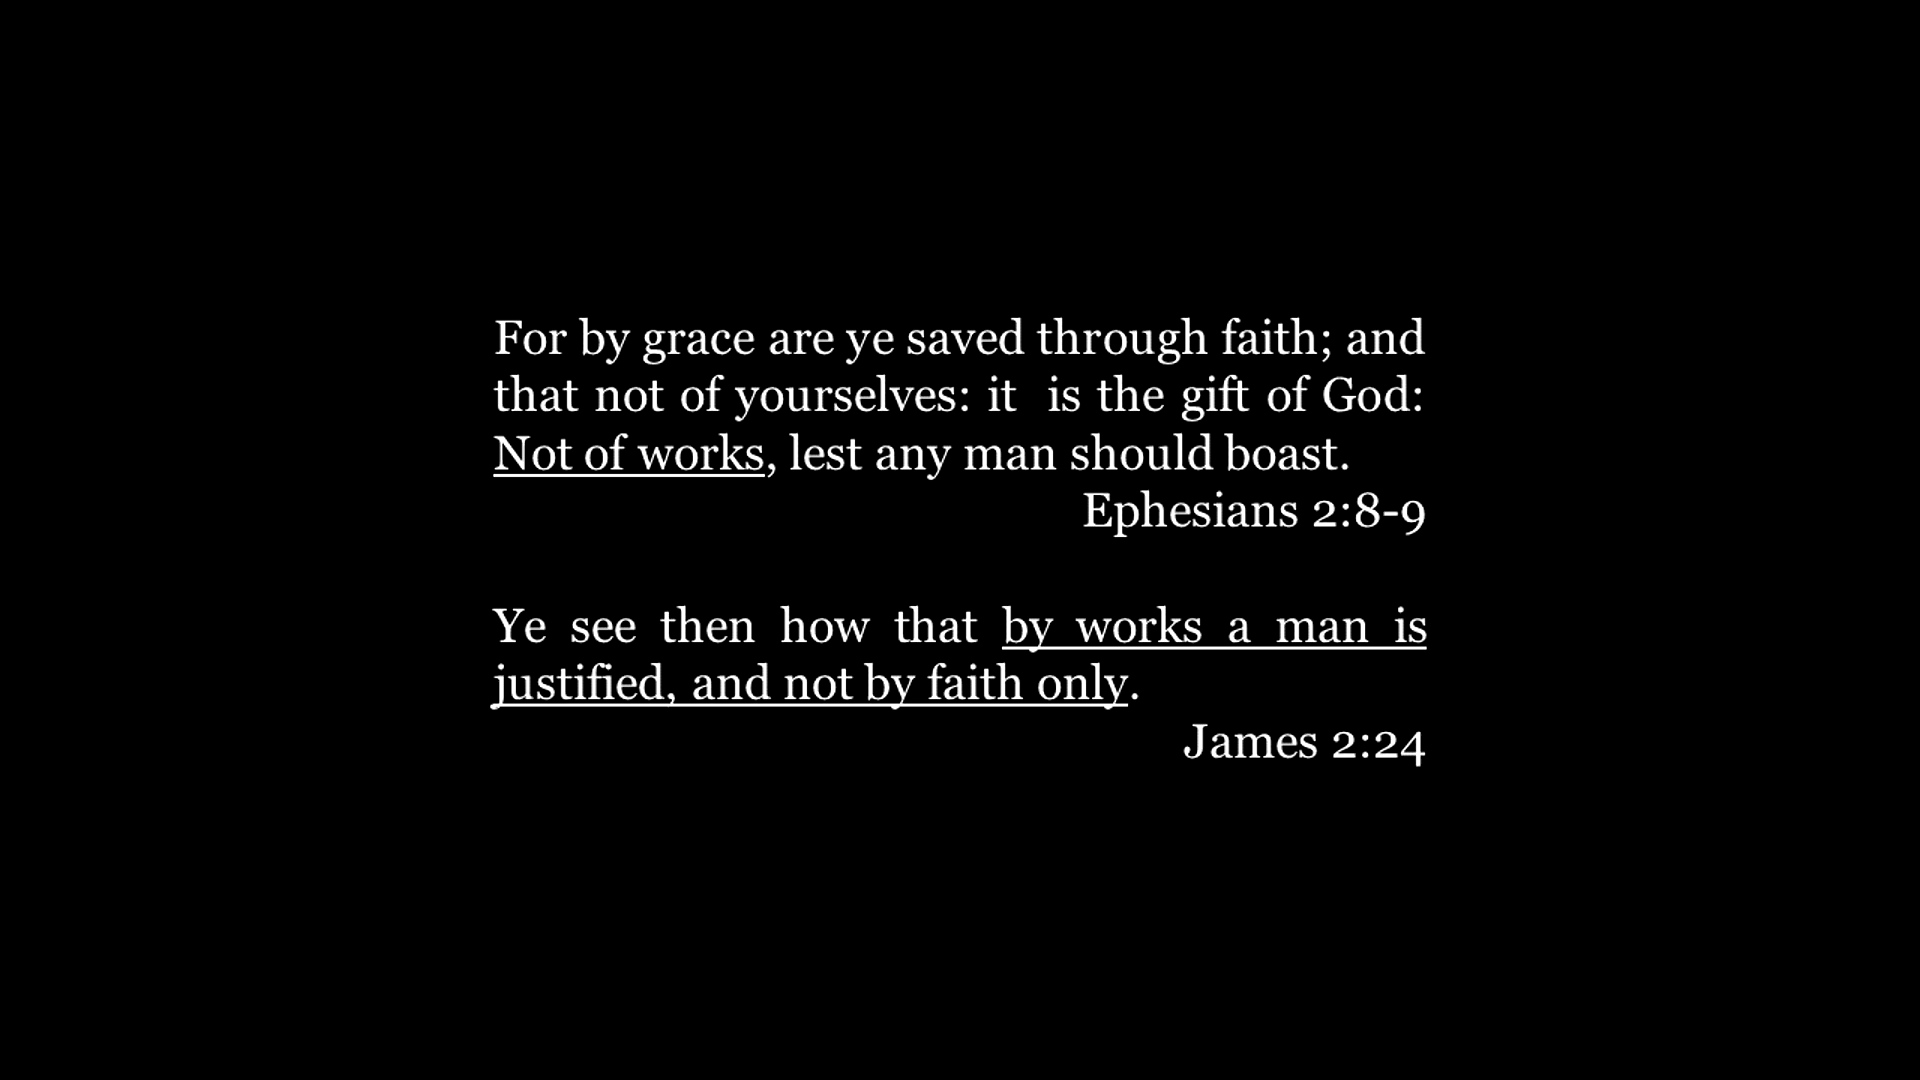 For by grace are ye saved through faith; and
that not of yourselves: it  is the gift of God:
Not of works, lest any man should boast.
Ephesians 2:8-9
Ye see then how that by works a man is
justified, and not by faith only.
James 2:24